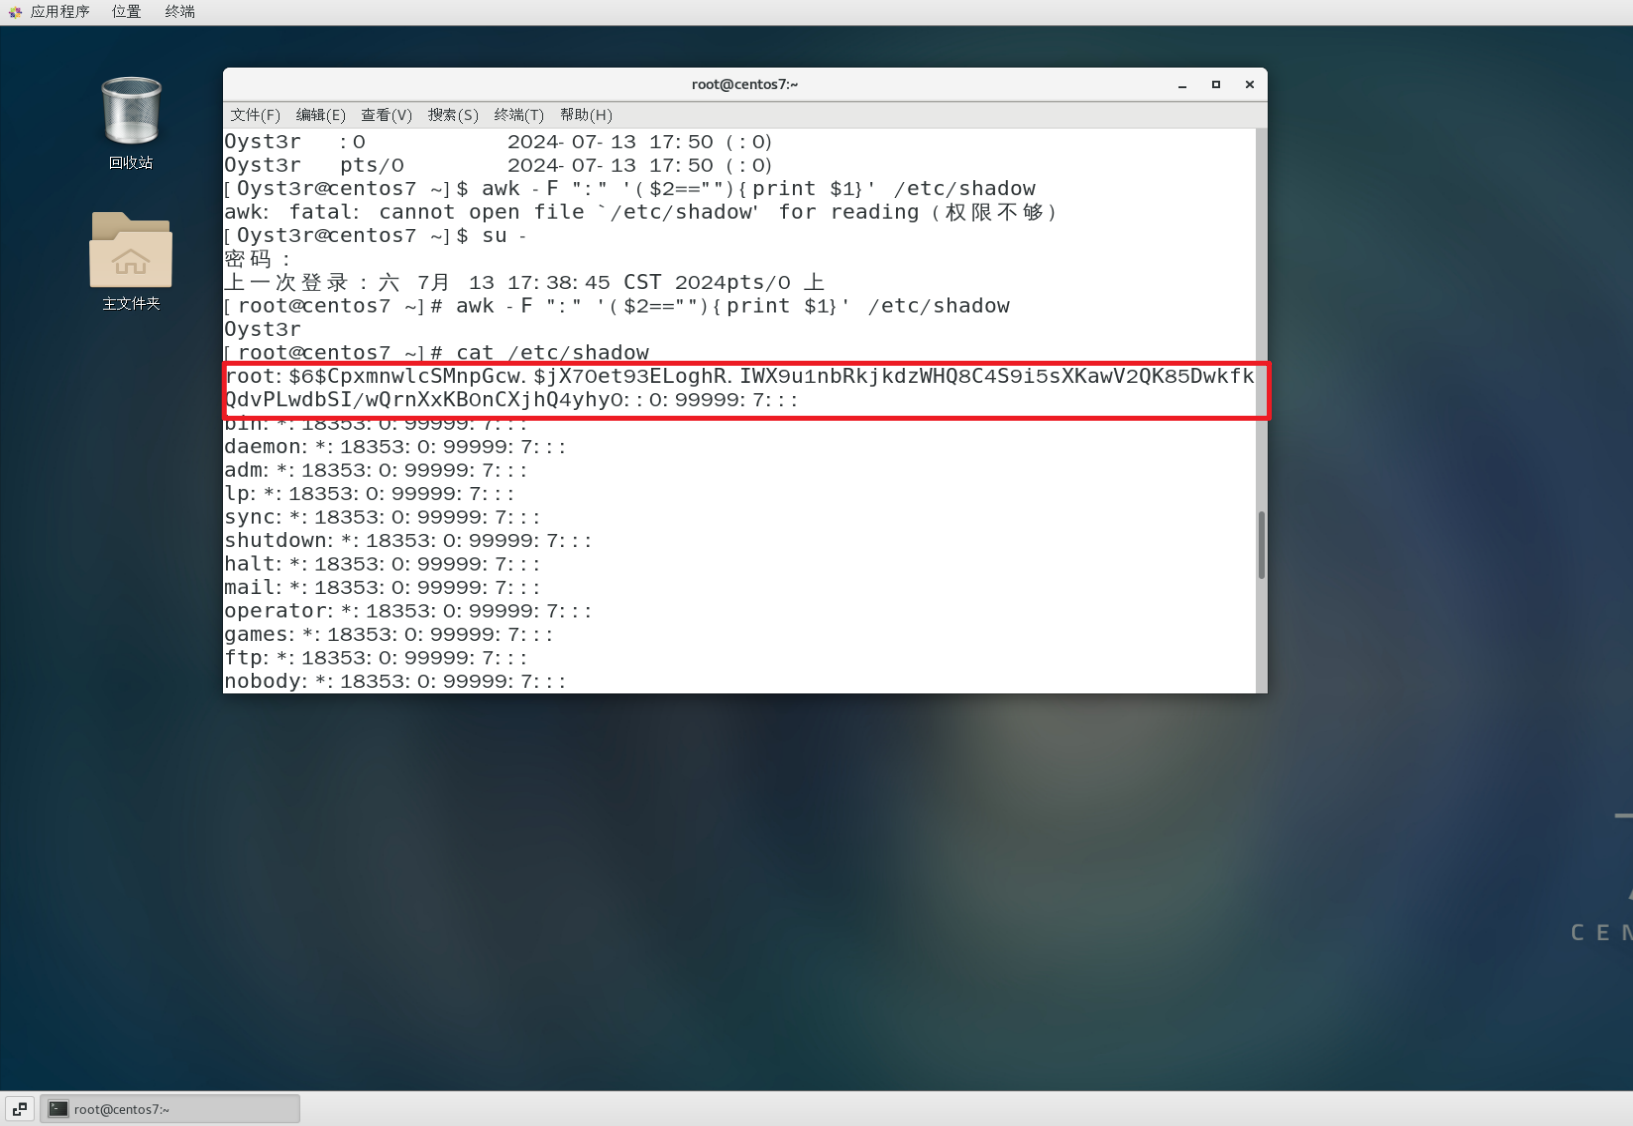 应用程序 位置 终端
回收站
主文件夹
root@centos7:~
文件(F) 编辑(E) 查看(V) 搜索(S) 终端(T) 帮助(H)
Oyst3r   :0           2024-07-13 17:50 (:0)
Oyst3r   pts/0        2024-07-13 17:50 (:0)
[Oyst3r@centos7 ~]$ awk -F ":" '($2==""){print $1}' /etc/shadow
awk: fatal: cannot open file `/etc/shadow' for reading (权限不够)
[Oyst3r@centos7 ~]$ su -
密码：
上一次登录：六 7月 13 17:38:45 CST 2024pts/0 上
[root@centos7 ~]# awk -F ":" '($2==""){print $1}' /etc/shadow
Oyst3r
[root@centos7 ~]# cat /etc/shadow
root:$6$CpxmnwlcSMnpGcw.$jX7Oet93ELoghR.IWX9u1nbRkjkdzWHQ8C4S9i5sXKawV2QK85Dwkfk
QdvPLwdbSI/wQrnXxKB0nCXjhQ4yhy0::0:99999:7:::
bin:*:18353:0:99999:7:::
daemon:*:18353:0:99999:7:::
adm:*:18353:0:99999:7:::
lp:*:18353:0:99999:7:::
sync:*:18353:0:99999:7:::
shutdown:*:18353:0:99999:7:::
halt:*:18353:0:99999:7:::
mail:*:18353:0:99999:7:::
operator:*:18353:0:99999:7:::
games:*:18353:0:99999:7:::
ftp:*:18353:0:99999:7:::
nobody:*:18353:0:99999:7:::
CEN
root@centos7:~